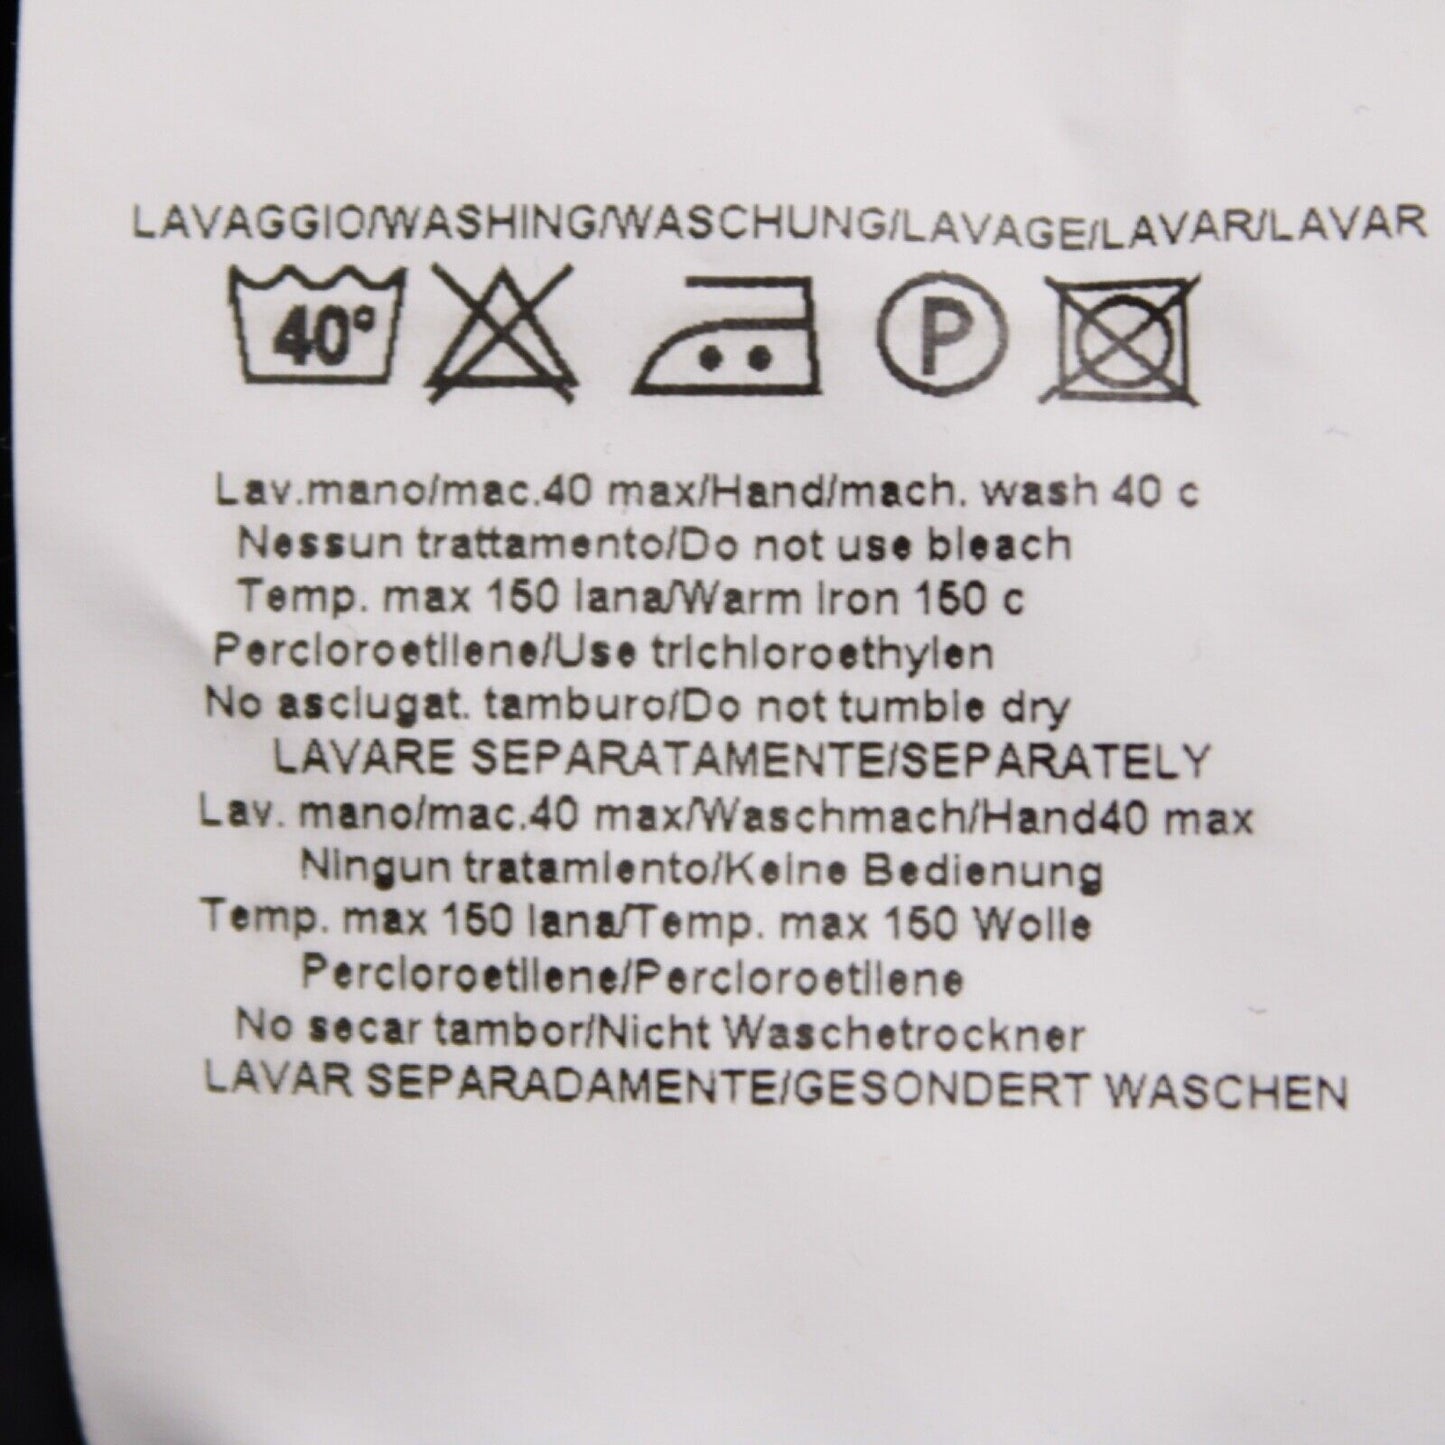 LAVAGGIO/WASHING/WASCHUNG/LAVAGE/LAVAR/LAVAR
40° P
Lav.mano/mac.40 max/Hand/mach. wash 40 c
Nessun trattamento/Do not use bleach
Temp. max 150 lana/Warm iron 150 c
Percloroetilene/Use trichloroethylen
No asciugat. tamburo/Do not tumble dry
LAVARE SEPARATAMENTE/SEPARATELY
Lav. mano/mac.40 max/Waschmach/Hand40 max
Ningun tratamiento/Keine Bedienung
Temp. max 150 lana/Temp. max 150 Wolle
Percloroetilene/Percloroetilene
No secar tambor/Nicht Waschetrockner
LAVAR SEPARADAMENTE/GESONDERT WASCHEN